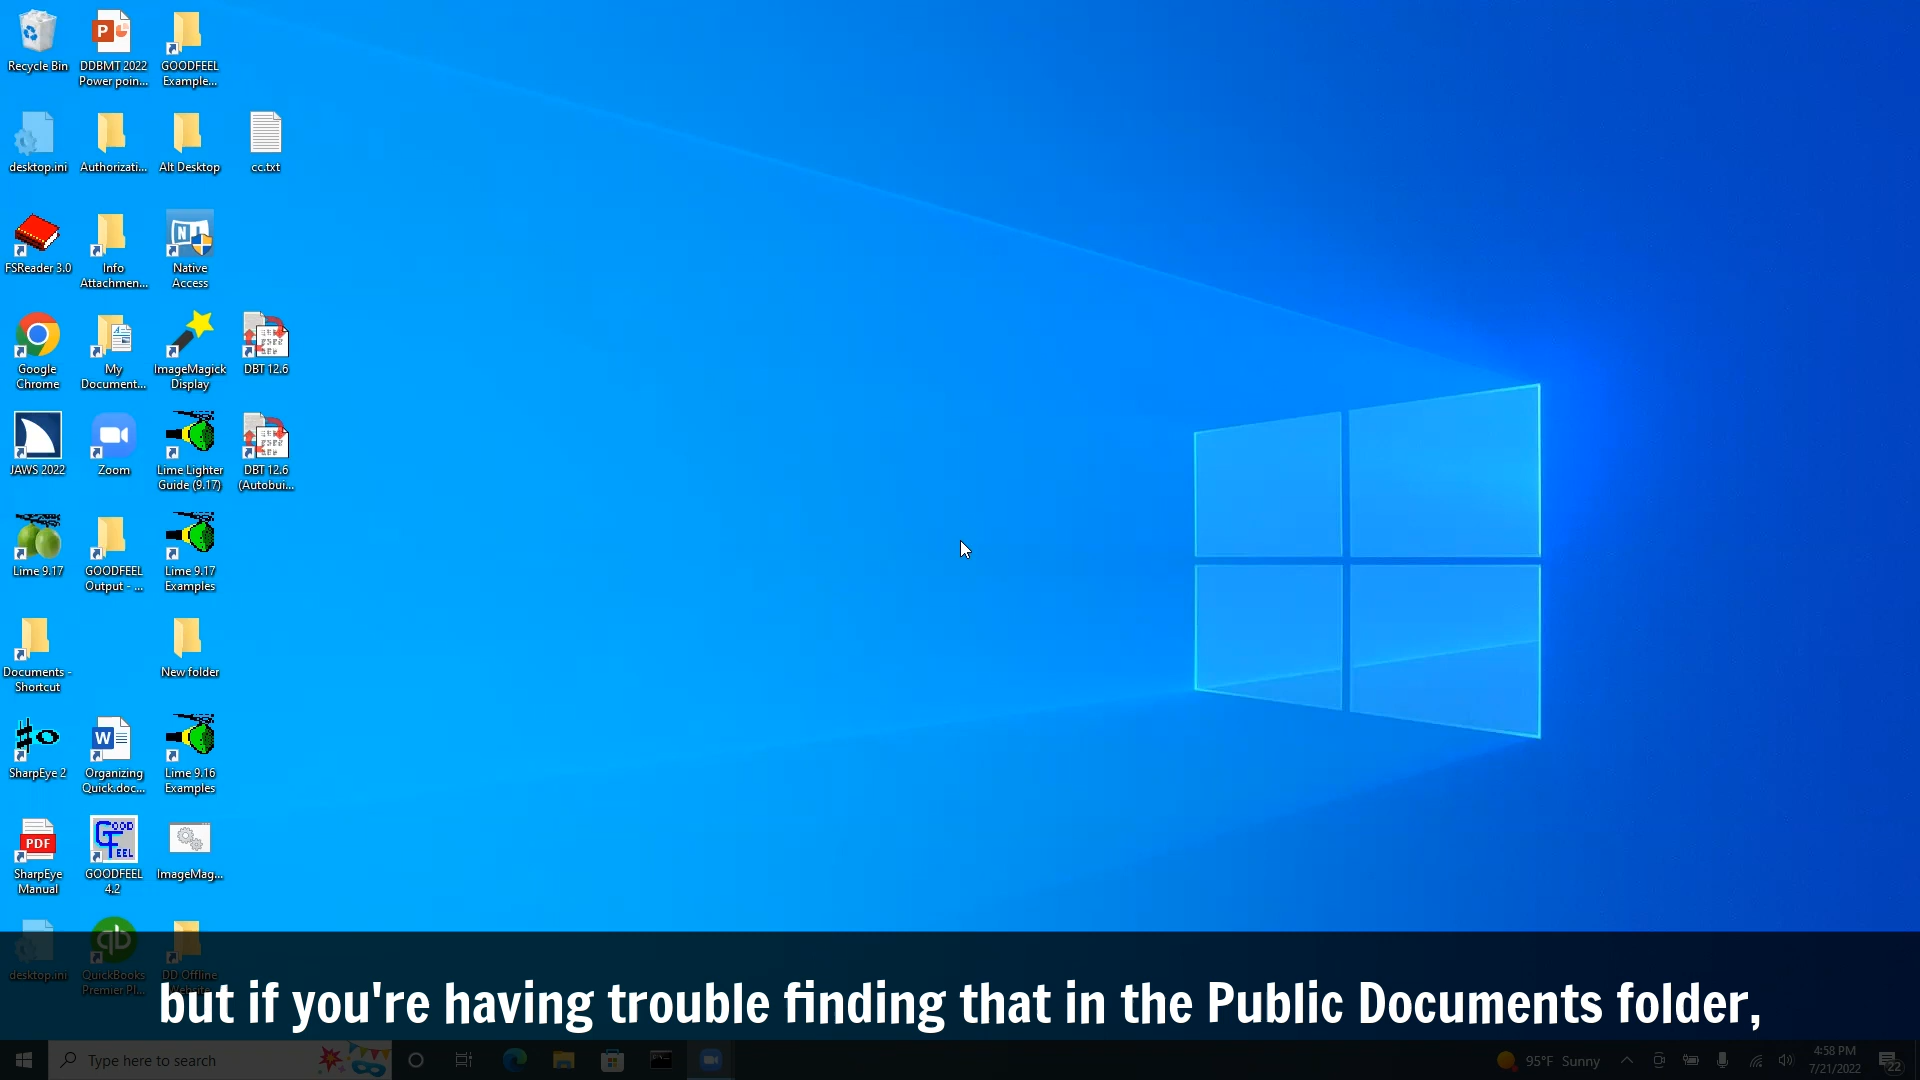 Recycle Bin
DDBMT 2022
Power poin...
GOODFEEL
Example...
desktop.ini
Authorizati...
Alt Desktop
cc.txt
FSReader 3.0
Info
Attachmen...
Native
Access
Google
Chrome
My
Document...
ImageMagick
Display
DBT 12.6
JAWS 2022
Zoom
Lime Lighter
Guide (9.17)
DBT 12.6
(Autobui...
Lime 9.17
GOODFEEL
Output - ...
Lime 9.17
Examples
Documents -
Shortcut
New folder
SharpEye 2
Organizing
Quick.doc...
Lime 9.16
Examples
PDF
SharpEye
Manual
GOOD
FEEL
GOODFEEL
4.2
ImageMag...
desktop.ini
QuickBooks
Premier Pl...
DD Offline
but if you're having trouble finding that in the Public Documents folder,
Type here to search
95°F Sunny
4:58 PM
7/21/2022
22